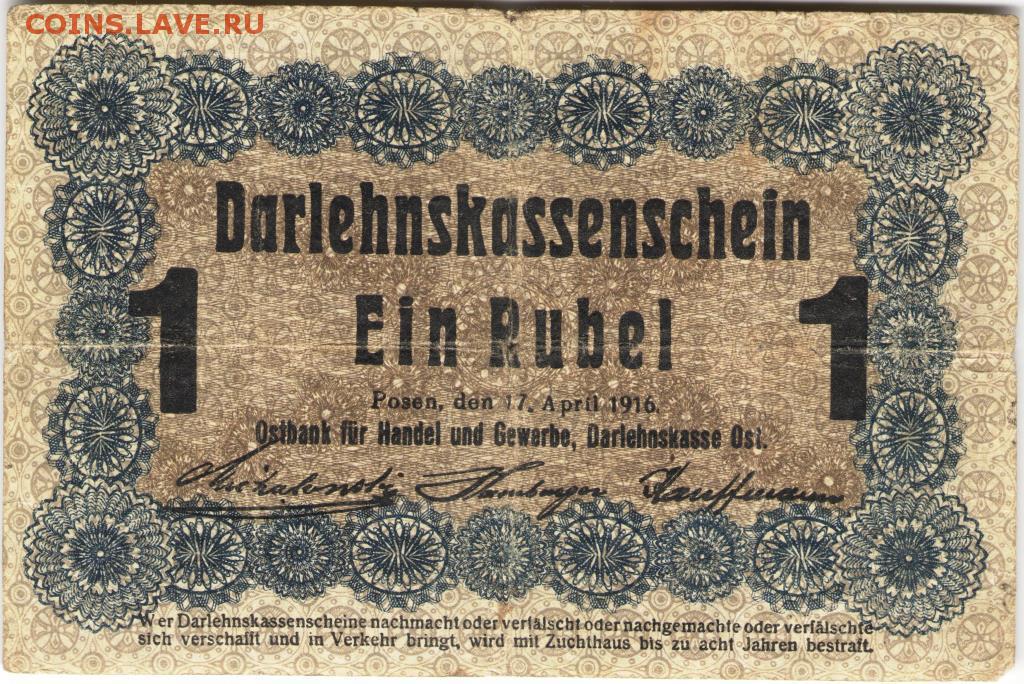 COINS.LAVE.RU
Darlehnskassenschein
Ein Rubel
1 1
Posen, den 17. April 1916.
Ostbank für Handel und Gewerbe, Darlehnskasse Ost.
Kauffmann
Wer Darlehnskassenscheine nachmacht oder verfälscht oder nachgemachte oder verfälschte
sich verschafft und in Verkehr bringt, wird mit Zuchthaus bis zu acht Jahren bestraft.